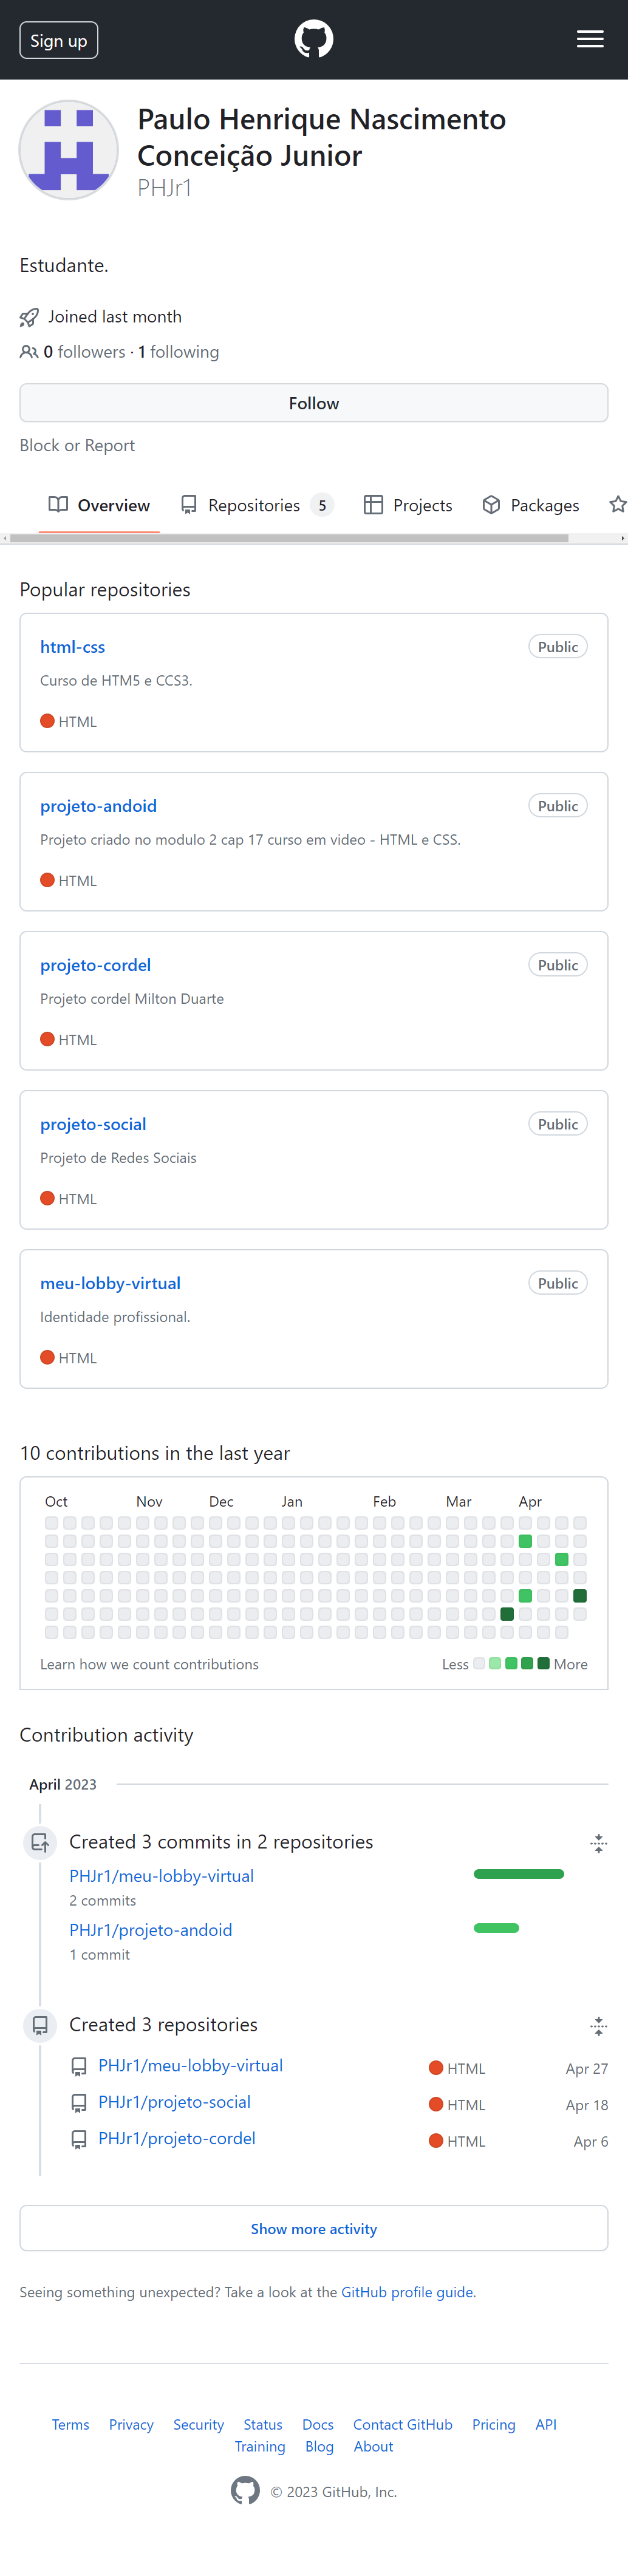 Sign up
Paulo Henrique Nascimento
Conceição Junior
PHJr1
Estudante.
Joined last month
0 followers · 1 following
Follow
Block or Report
Overview Repositories 5 Projects Packages
Popular repositories
html-css Public
Curso de HTM5 e CCS3.
HTML
projeto-andoid Public
Projeto criado no modulo 2 cap 17 curso em video - HTML e CSS.
HTML
projeto-cordel Public
Projeto cordel Milton Duarte
HTML
projeto-social Public
Projeto de Redes Sociais
HTML
meu-lobby-virtual Public
Identidade profissional.
HTML
10 contributions in the last year
Oct Nov Dec Jan Feb Mar Apr
Learn how we count contributions Less More
Contribution activity
April 2023
Created 3 commits in 2 repositories
PHJr1/meu-lobby-virtual
2 commits
PHJr1/projeto-andoid
1 commit
Created 3 repositories
PHJr1/meu-lobby-virtual HTML Apr 27
PHJr1/projeto-social HTML Apr 18
PHJr1/projeto-cordel HTML Apr 6
Show more activity
Seeing something unexpected? Take a look at the GitHub profile guide.
Terms Privacy Security Status Docs Contact GitHub Pricing API
Training Blog About
© 2023 GitHub, Inc.